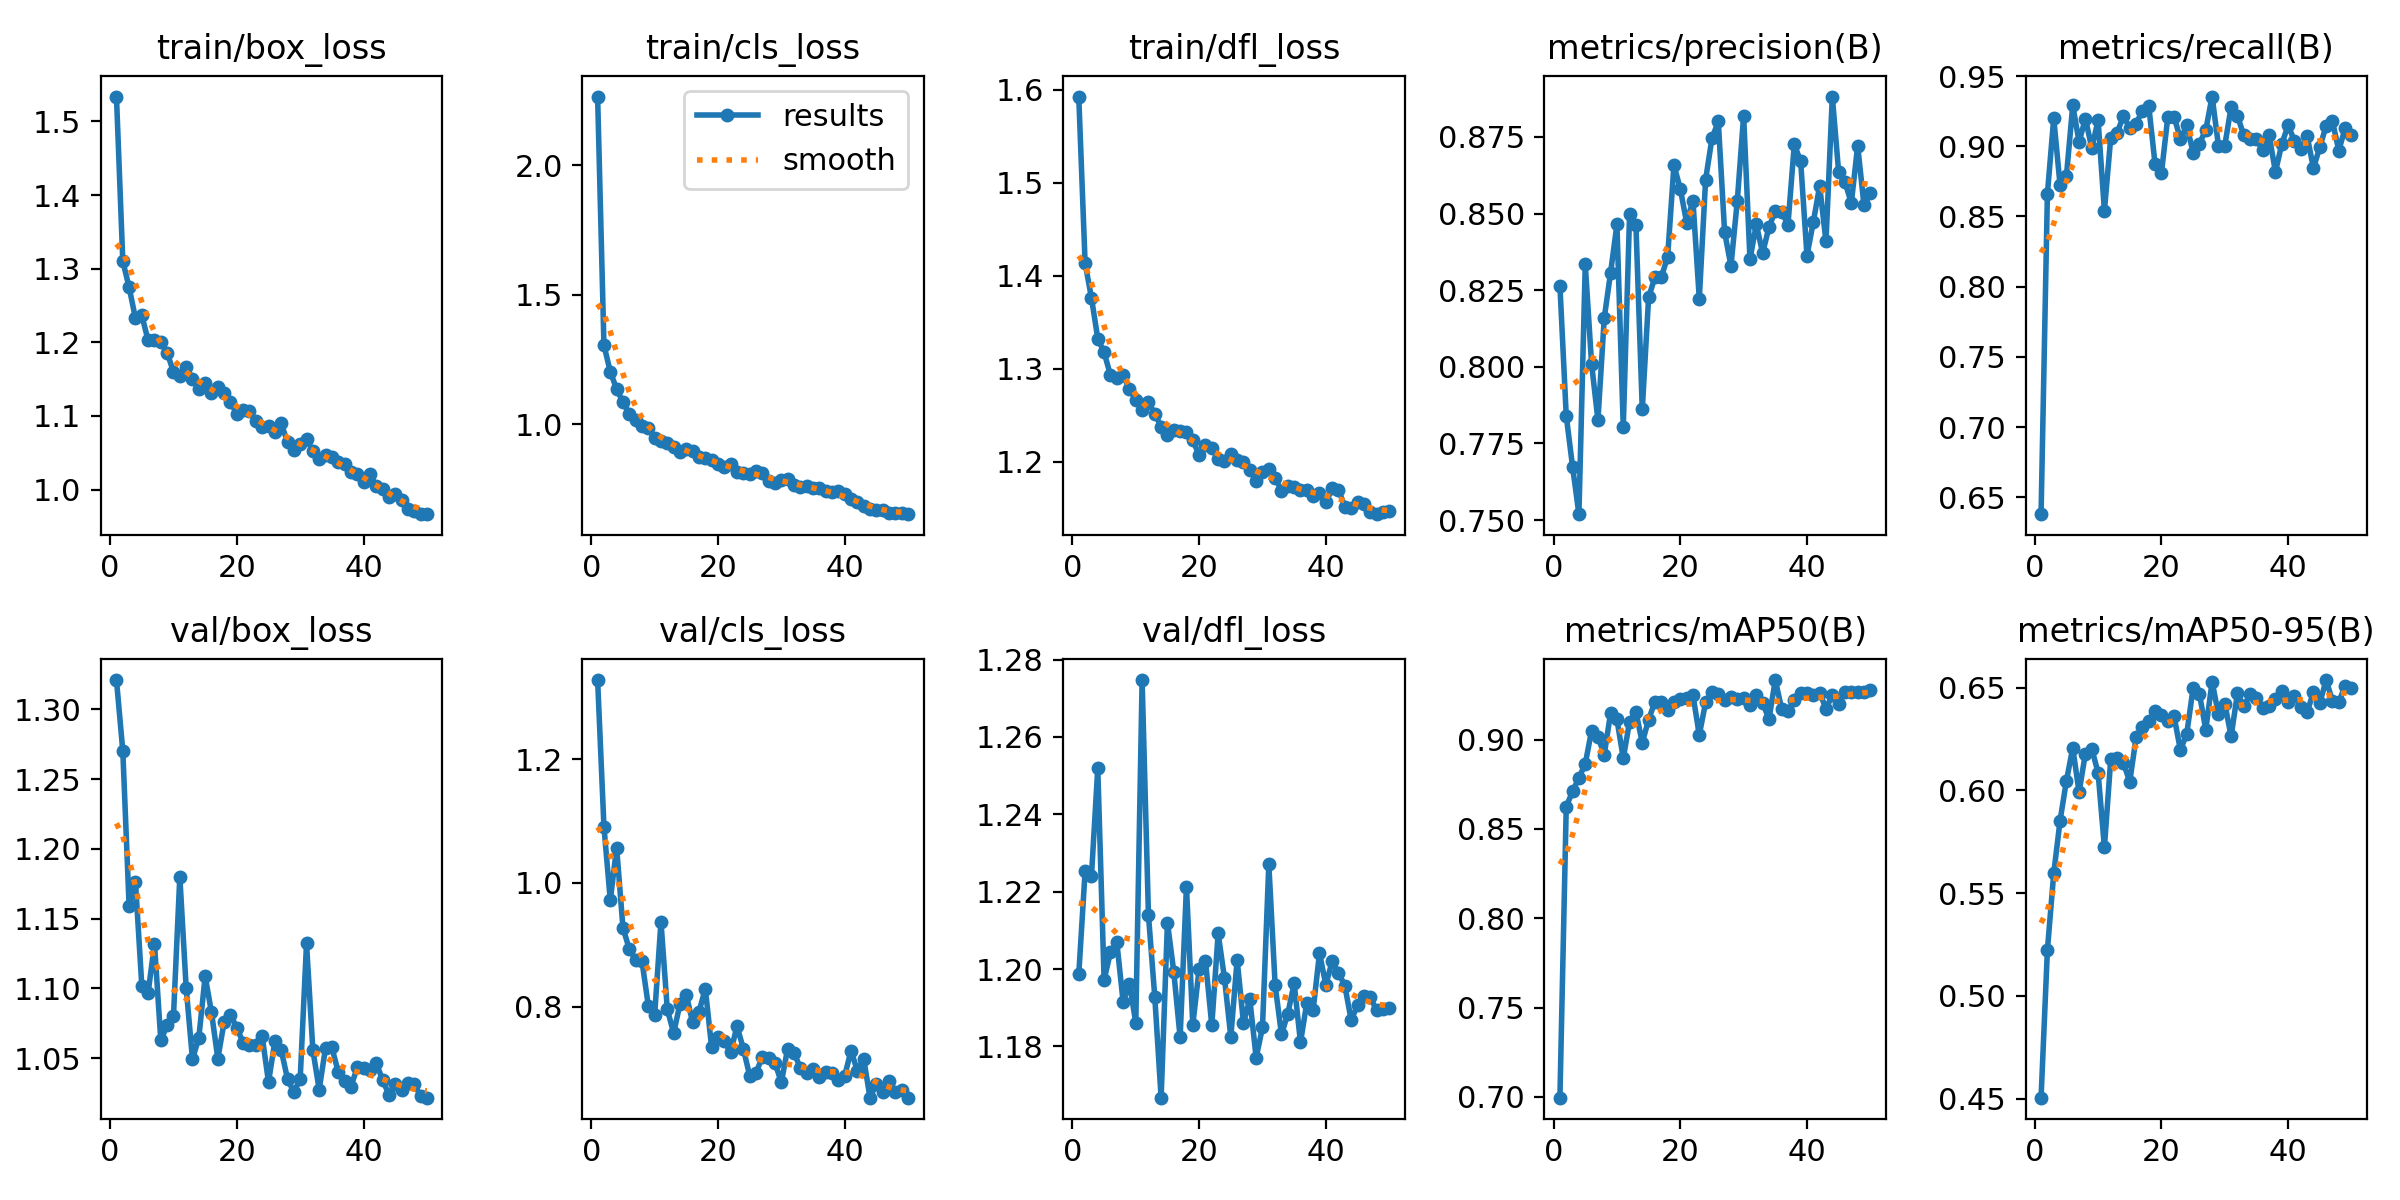 train/box_loss
1.5
1.4
1.3
1.2
1.1
1.0
0 20 40
train/cls_loss
results
smooth
2.0
1.5
1.0
0 20 40
train/dfl_loss
1.6
1.5
1.4
1.3
1.2
0 20 40
metrics/precision(B)
0.875
0.850
0.825
0.800
0.775
0.750
0 20 40
metrics/recall(B)
0.95
0.90
0.85
0.80
0.75
0.70
0.65
0 20 40
val/box_loss
1.30
1.25
1.20
1.15
1.10
1.05
0 20 40
val/cls_loss
1.2
1.0
0.8
0 20 40
val/dfl_loss
1.28
1.26
1.24
1.22
1.20
1.18
0 20 40
metrics/mAP50(B)
0.90
0.85
0.80
0.75
0.70
0 20 40
metrics/mAP50-95(B)
0.65
0.60
0.55
0.50
0.45
0 20 40